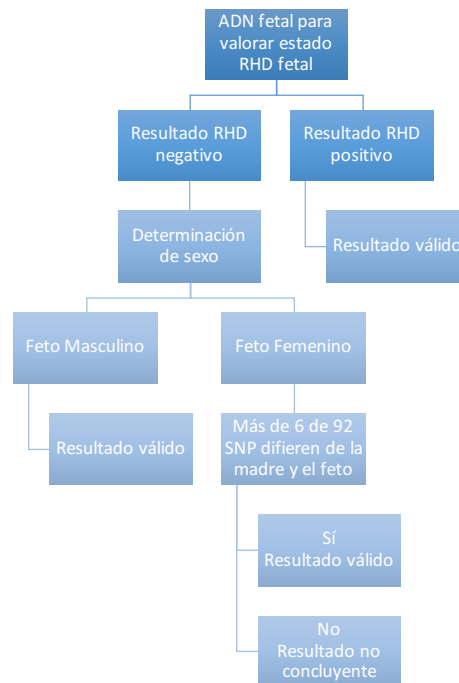 ADN fetal para
valorar estado
RHD fetal
Resultado RHD
negativo
Resultado RHD
positivo
Determinación
de sexo
Resultado válido
Feto Masculino
Feto Femenino
Resultado válido
Más de 6 de 92
SNP difieren de la
madre y el feto
Sí
Resultado válido
No
Resultado no
concluyente